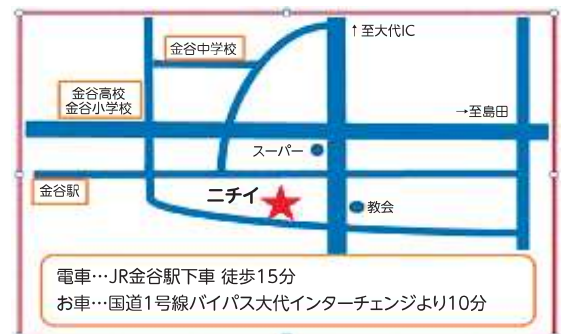 ↑至大代IC
金谷中学校
金谷高校
金谷小学校
→至島田
スーパー
金谷駅
ニチイ
教会
電車…JR金谷駅下車 徒歩15分
お車…国道1号線バイパス大代インターチェンジより10分